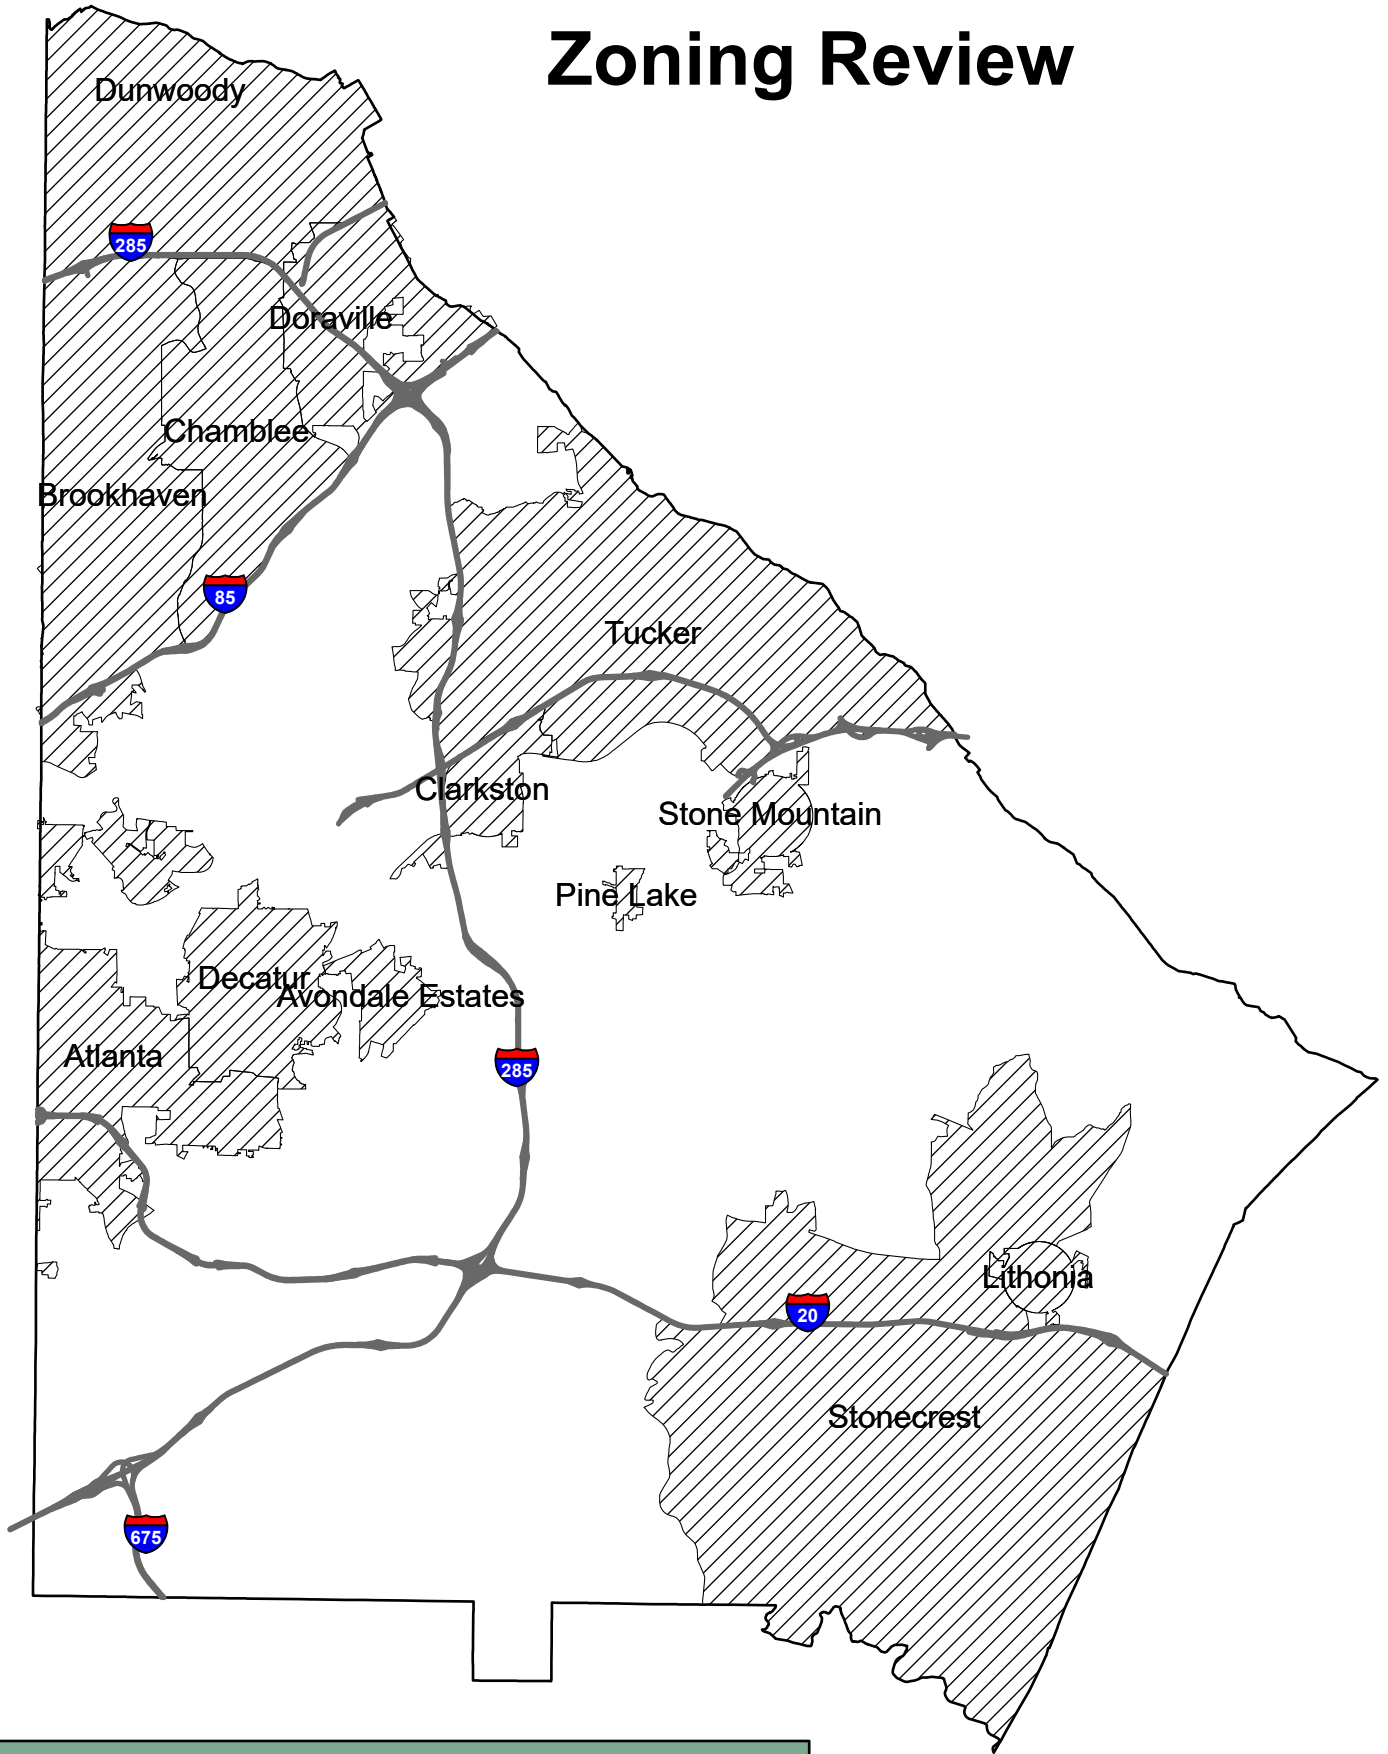 Zoning Review
Dunwoody
285
Doraville
Chamblee
Brookhaven
85
Tucker
Clarkston
Stone Mountain
Pine Lake
Decatur
Avondale Estates
Atlanta
285
Lithonia
20
Stonecrest
675